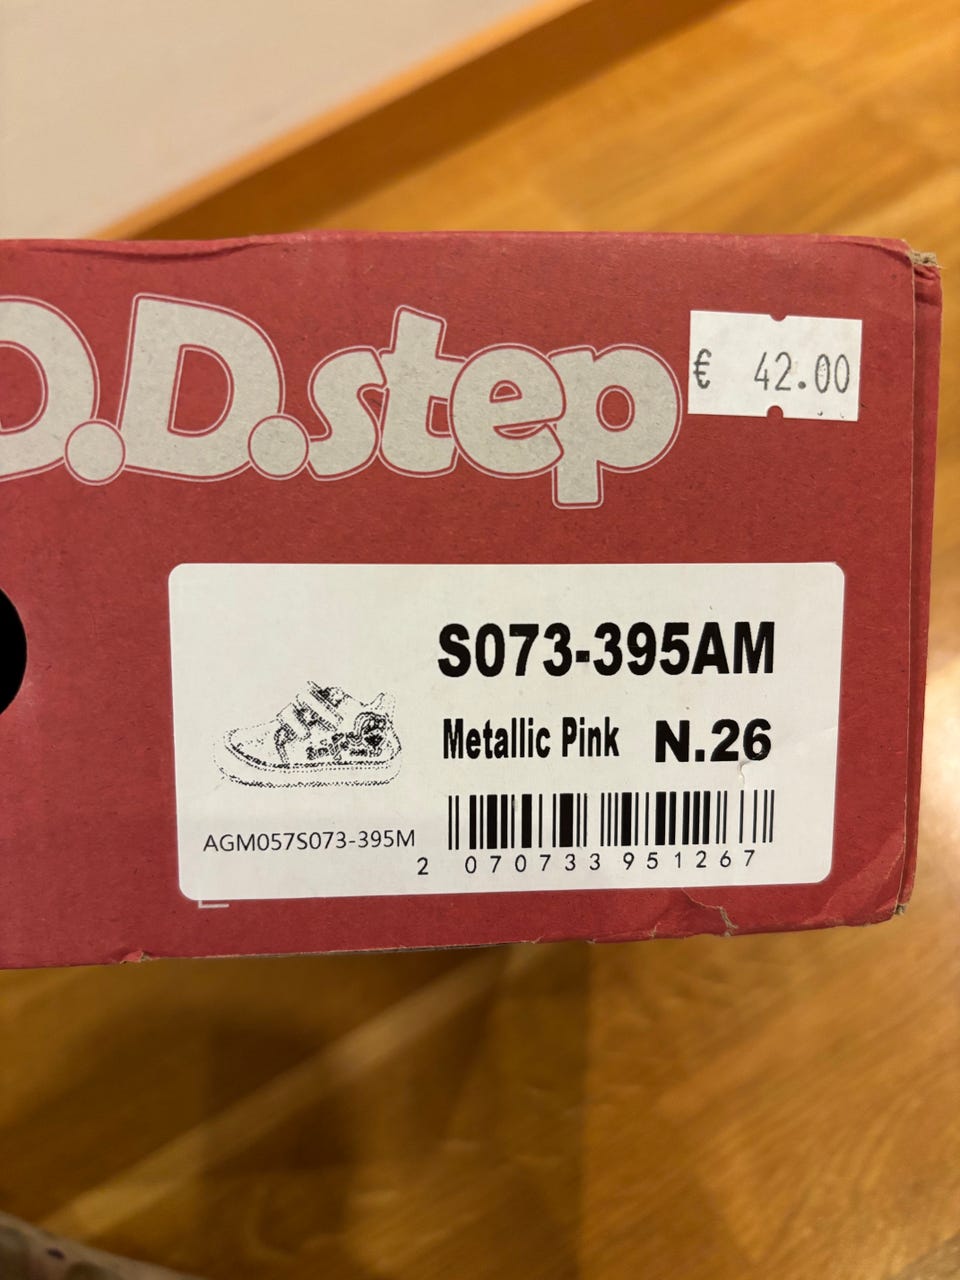 D.D.step
€ 42.00
S073-395AM
Metallic Pink N.26
AGM057S073-395M
2 070733 951267